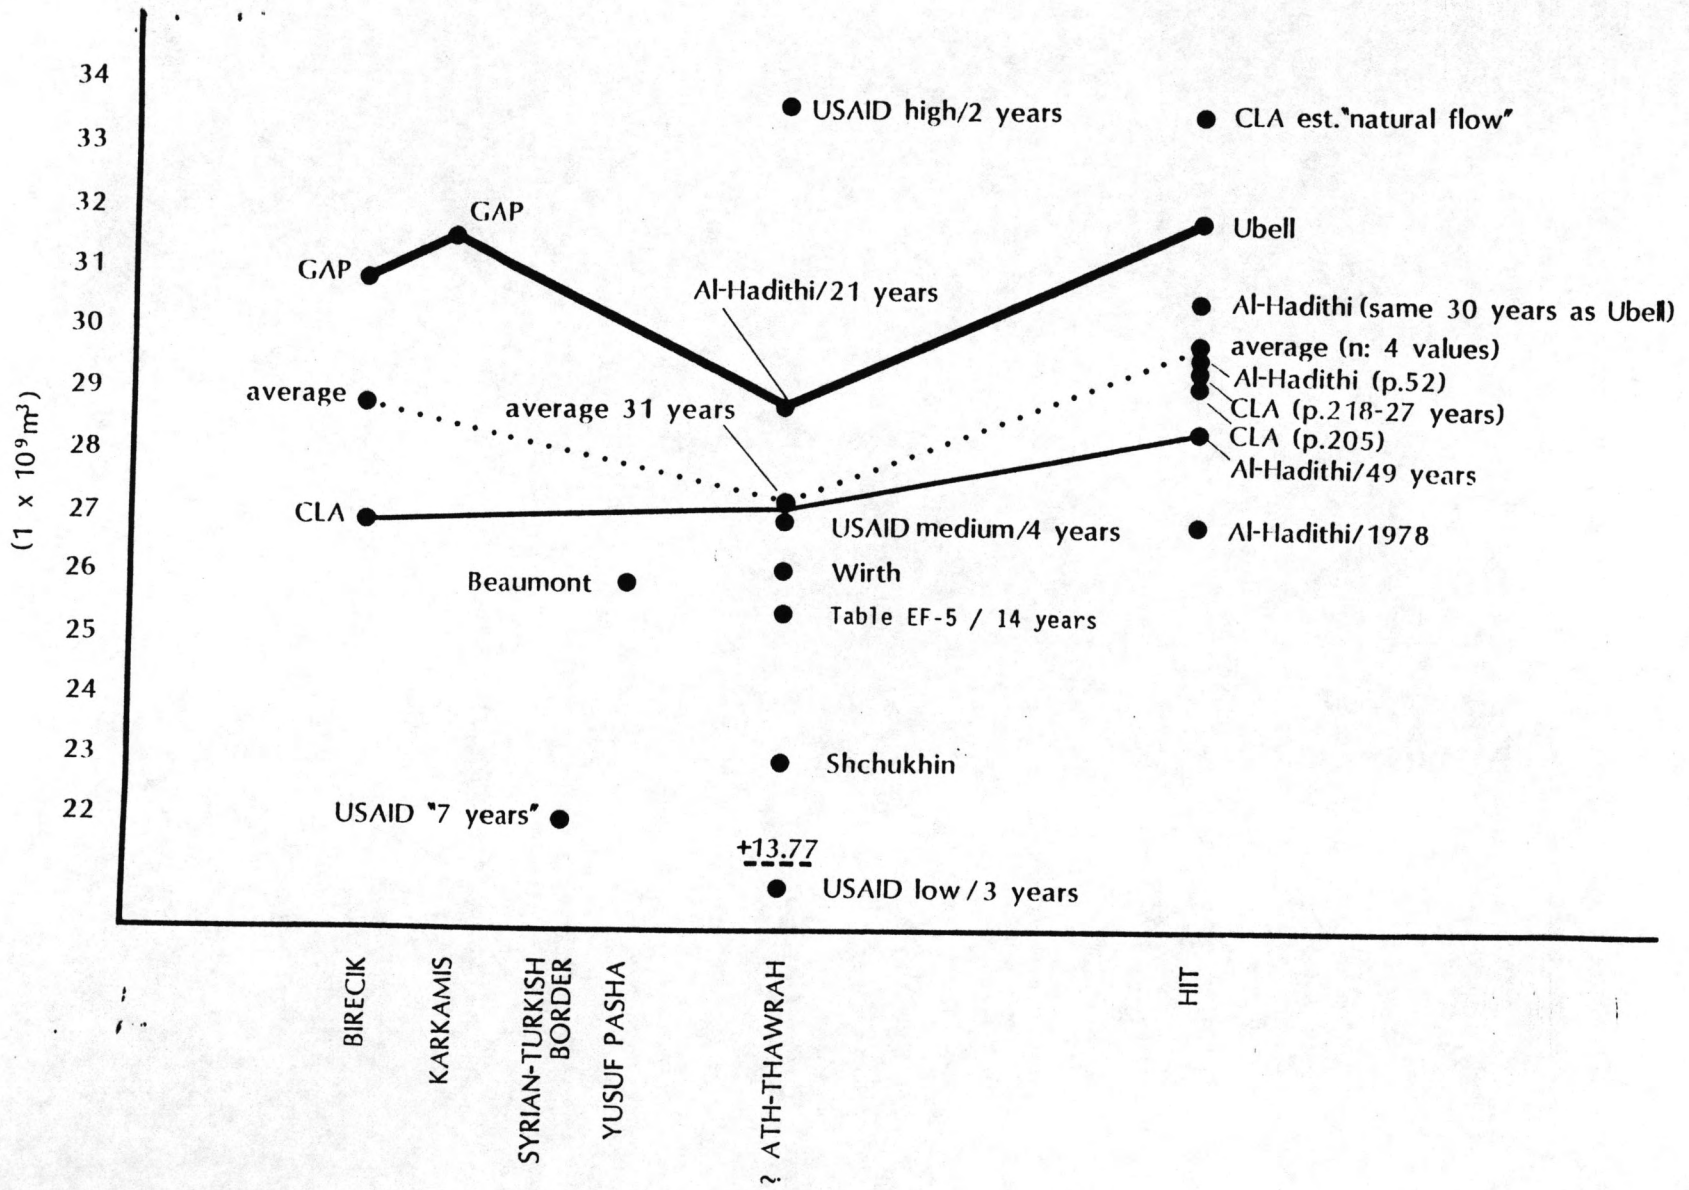 34
33
32
31
30
29
28
27
26
25
24
23
22
(1 x 10⁹m³)
USAID high/2 years
CLA est."natural flow"
GAP
GAP
Ubell
Al-Hadithi/21 years
Al-Hadithi (same 30 years as Ubell)
average (n: 4 values)
Al-Hadithi (p.52)
CLA (p.218-27 years)
CLA (p.205)
Al-Hadithi/49 years
average
average 31 years
CLA
USAID medium/4 years
Al-Hadithi/1978
Beaumont
Wirth
Table EF-5 / 14 years
Shchukhin
USAID "7 years"
+13.77
USAID low/3 years
BIRECIK
KARKAMIS
SYRIAN-TURKISH
BORDER
YUSUF PASHA
? ATH-THAWRAH
HIT